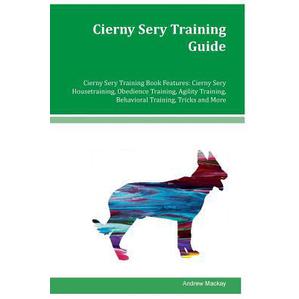 Cierny Sery Training
Guide
Cierny Sery Training Book Features: Cierny Sery
Housetraining, Obedience Training, Agility Training,
Behavioral Training, Tricks and More
Andrew Mackay